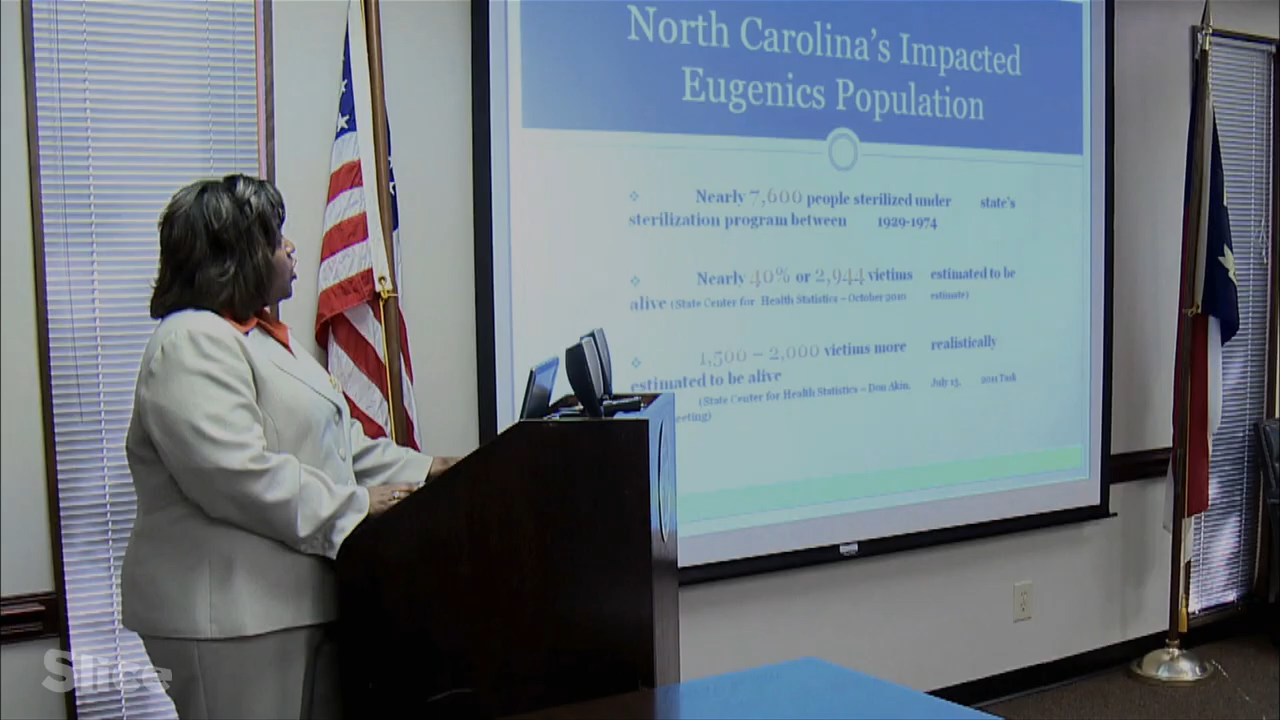 North Carolina's Impacted
Eugenics Population
Nearly 7,600 people sterilized under state's
sterilization program between 1929-1974
Nearly 40% or 2,944 victims estimated to be
alive (State Center for Health Statistics – October 2010 estimate)
1,500 – 2,000 victims more realistically
estimated to be alive
(State Center for Health Statistics – Don Akin, July 13, 2011 Task
eeting)
Slice